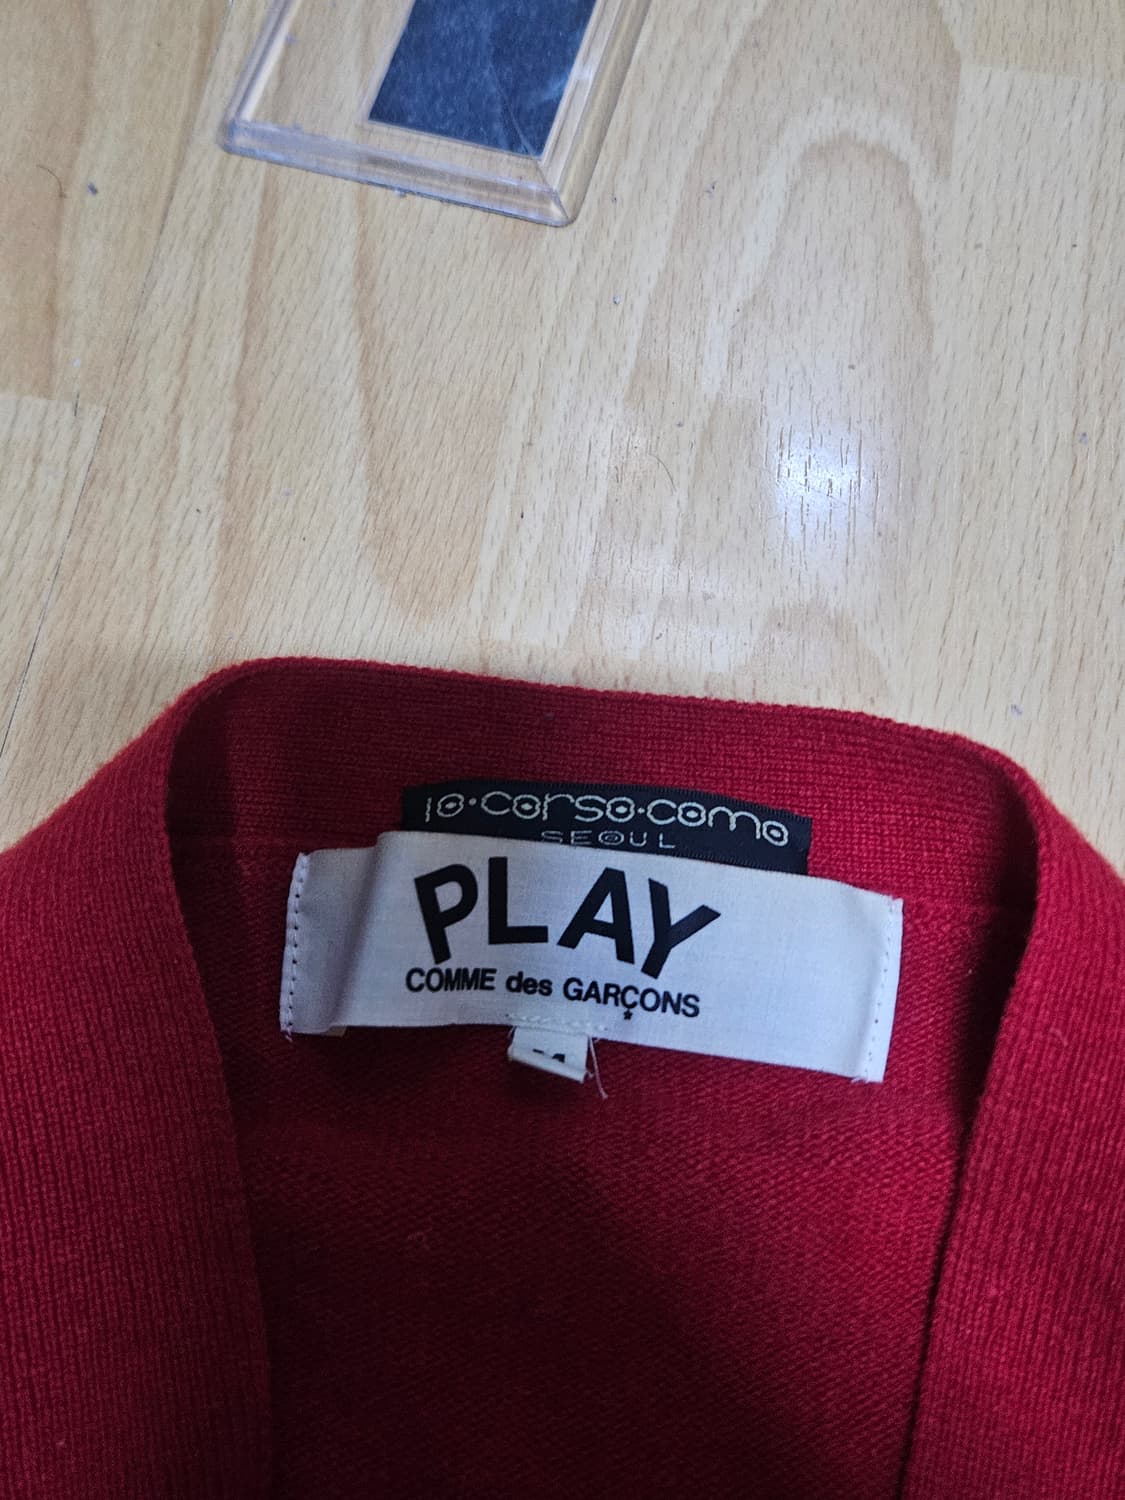 10·corso·como
SEOUL
PLAY
COMME des GARÇONS